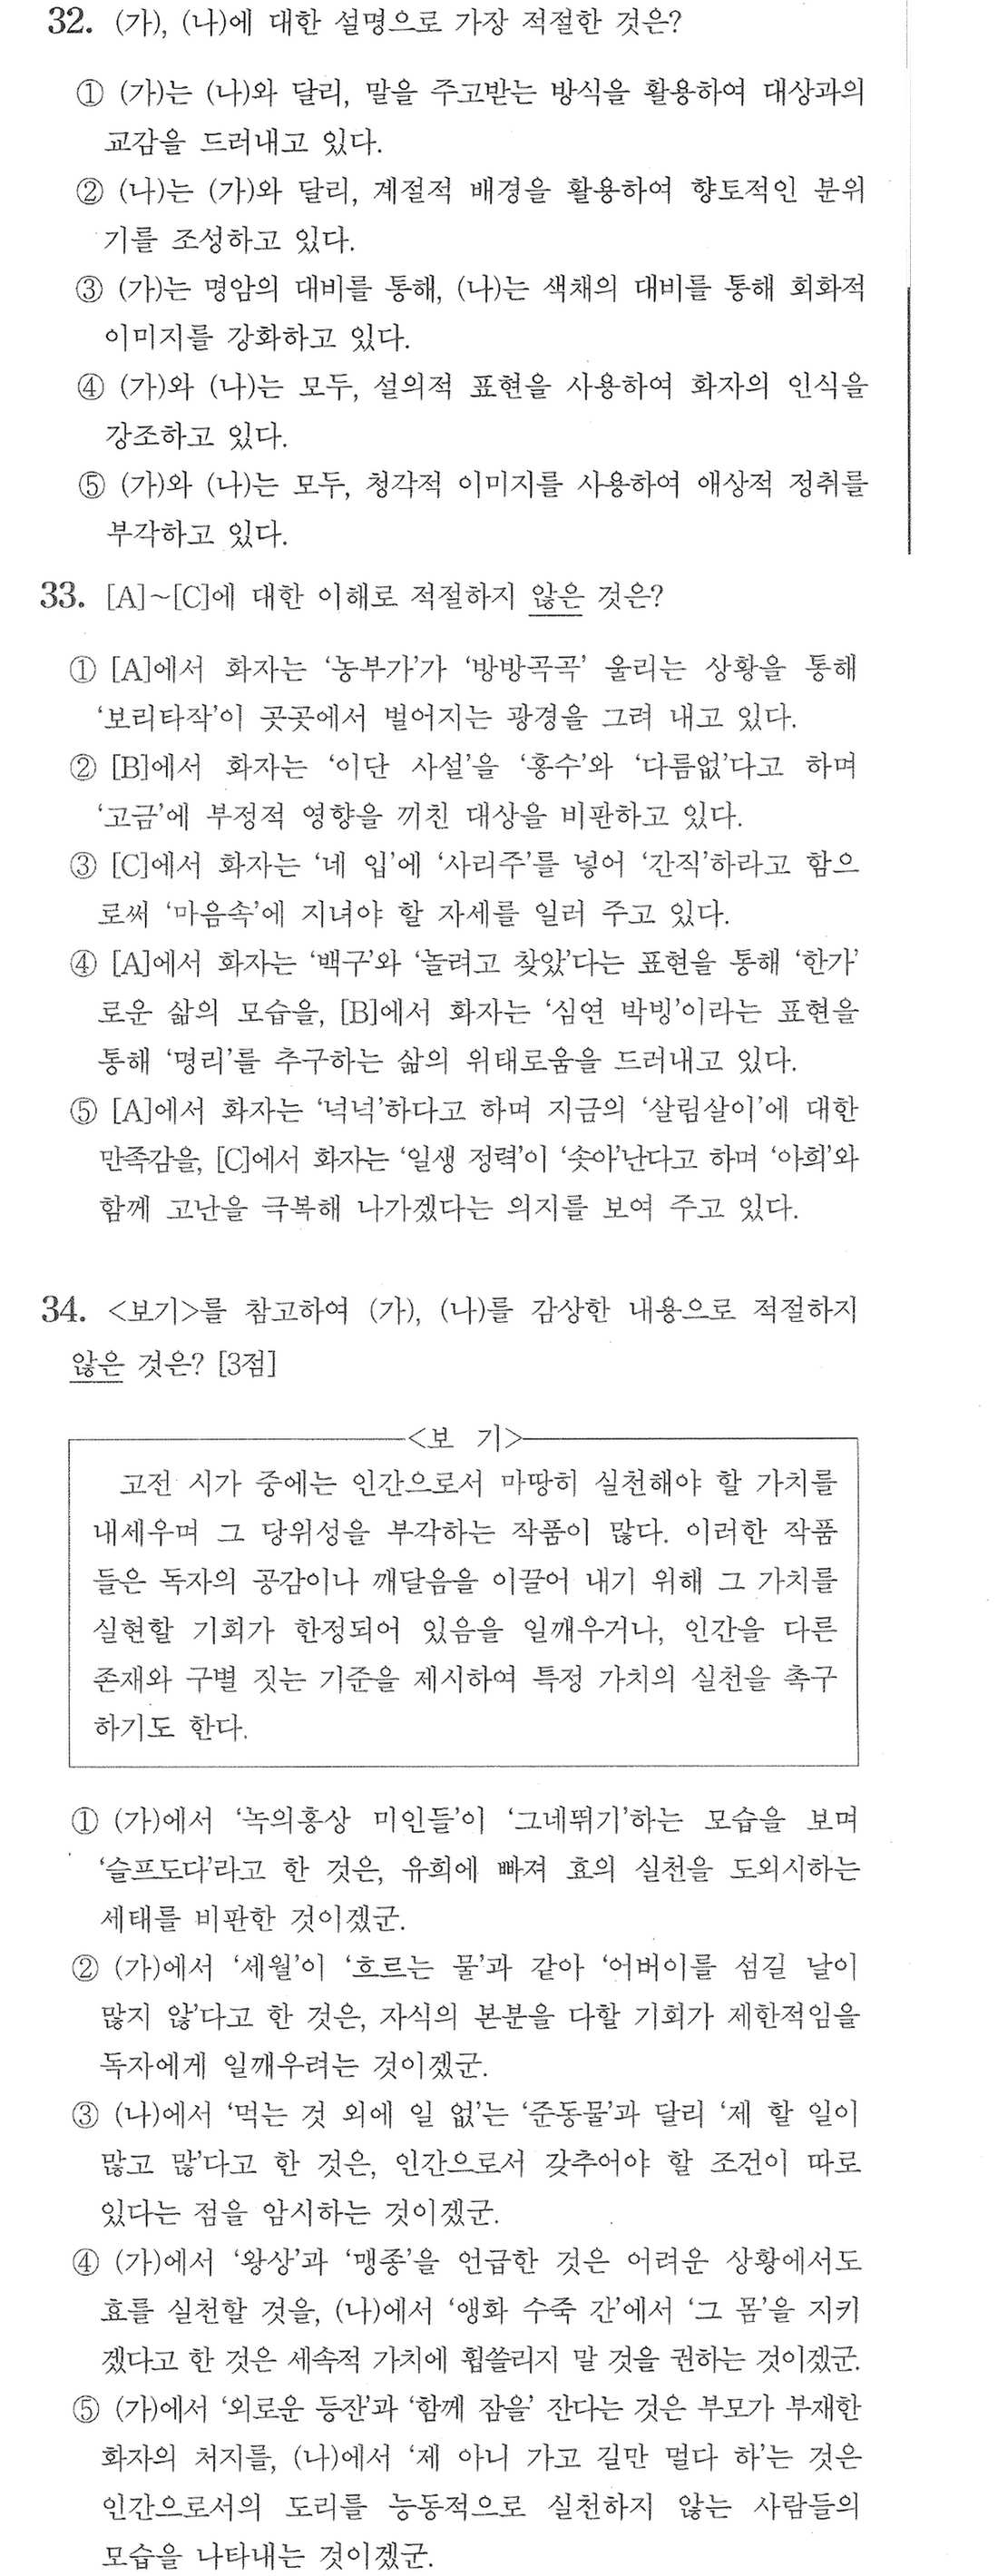 32. (가), (나)에 대한 설명으로 가장 적절한 것은?
① (가)는 (나)와 달리, 말을 주고받는 방식을 활용하여 대상과의
교감을 드러내고 있다.
② (나)는 (가)와 달리, 계절적 배경을 활용하여 향토적인 분위
기를 조성하고 있다.
③ (가)는 명암의 대비를 통해, (나)는 색채의 대비를 통해 회화적
이미지를 강화하고 있다.
④ (가)와 (나)는 모두, 설의적 표현을 사용하여 화자의 인식을
강조하고 있다.
⑤ (가)와 (나)는 모두, 청각적 이미지를 사용하여 애상적 정취를
부각하고 있다.
33. [A]~[C]에 대한 이해로 적절하지 않은 것은?
① [A]에서 화자는 ‘농부가’가 ‘방방곡곡’ 울리는 상황을 통해
‘보리타작’이 곳곳에서 벌어지는 광경을 그려 내고 있다.
② [B]에서 화자는 ‘이단 사설’을 ‘홍수’와 ‘다름없’다고 하며
‘고금’에 부정적 영향을 끼친 대상을 비판하고 있다.
③ [C]에서 화자는 ‘네 입’에 ‘사리주’를 넣어 ‘간직’하라고 함으
로써 ‘마음속’에 지녀야 할 자세를 일러 주고 있다.
④ [A]에서 화자는 ‘백구’와 ‘놀려고 찾았’다는 표현을 통해 ‘한가’
로운 삶의 모습을, [B]에서 화자는 ‘심연 박빙’이라는 표현을
통해 ‘명리’를 추구하는 삶의 위태로움을 드러내고 있다.
⑤ [A]에서 화자는 ‘넉넉’하다고 하며 지금의 ‘살림살이’에 대한
만족감을, [C]에서 화자는 ‘일생 정력’이 ‘솟아’난다고 하며 ‘아희’와
함께 고난을 극복해 나가겠다는 의지를 보여 주고 있다.
34. <보기>를 참고하여 (가), (나)를 감상한 내용으로 적절하지
않은 것은? [3점]
<보 기>
고전 시가 중에는 인간으로서 마땅히 실천해야 할 가치를
내세우며 그 당위성을 부각하는 작품이 많다. 이러한 작품
들은 독자의 공감이나 깨달음을 이끌어 내기 위해 그 가치를
실현할 기회가 한정되어 있음을 일깨우거나, 인간을 다른
존재와 구별 짓는 기준을 제시하여 특정 가치의 실천을 촉구
하기도 한다.
① (가)에서 ‘녹의홍상 미인들’이 ‘그네뛰기’하는 모습을 보며
‘슬프도다’라고 한 것은, 유희에 빠져 효의 실천을 도외시하는
세태를 비판한 것이겠군.
② (가)에서 ‘세월’이 ‘흐르는 물’과 같아 ‘어버이를 섬길 날이
많지 않’다고 한 것은, 자식의 본분을 다할 기회가 제한적임을
독자에게 일깨우려는 것이겠군.
③ (나)에서 ‘먹는 것 외에 일 없’는 ‘준동물’과 달리 ‘제 할 일이
많고 많’다고 한 것은, 인간으로서 갖추어야 할 조건이 따로
있다는 점을 암시하는 것이겠군.
④ (가)에서 ‘왕상’과 ‘맹종’을 언급한 것은 어려운 상황에서도
효를 실천할 것을, (나)에서 ‘앵화 수죽 간’에서 ‘그 몸’을 지키
겠다고 한 것은 세속적 가치에 휩쓸리지 말 것을 권하는 것이겠군.
⑤ (가)에서 ‘외로운 등잔’과 ‘함께 잠을’ 잔다는 것은 부모가 부재한
화자의 처지를, (나)에서 ‘제 아니 가고 길만 멀다 하’는 것은
인간으로서의 도리를 능동적으로 실천하지 않는 사람들의
모습을 나타내는 것이겠군.